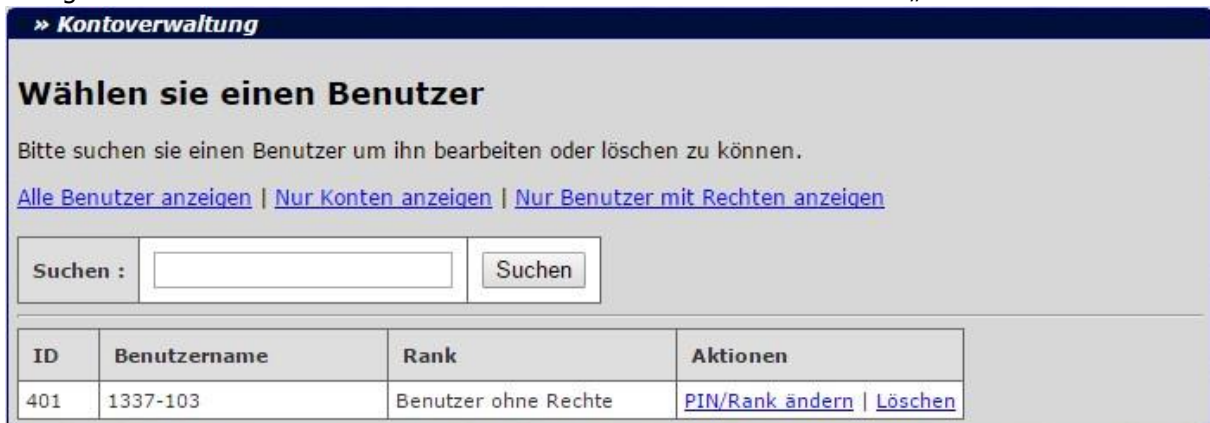 » Kontoverwaltung
Wählen sie einen Benutzer
Bitte suchen sie einen Benutzer um ihn bearbeiten oder löschen zu können.
Alle Benutzer anzeigen | Nur Konten anzeigen | Nur Benutzer mit Rechten anzeigen
Suchen : Suchen
ID Benutzername Rank Aktionen
401 1337-103 Benutzer ohne Rechte PIN/Rank ändern | Löschen